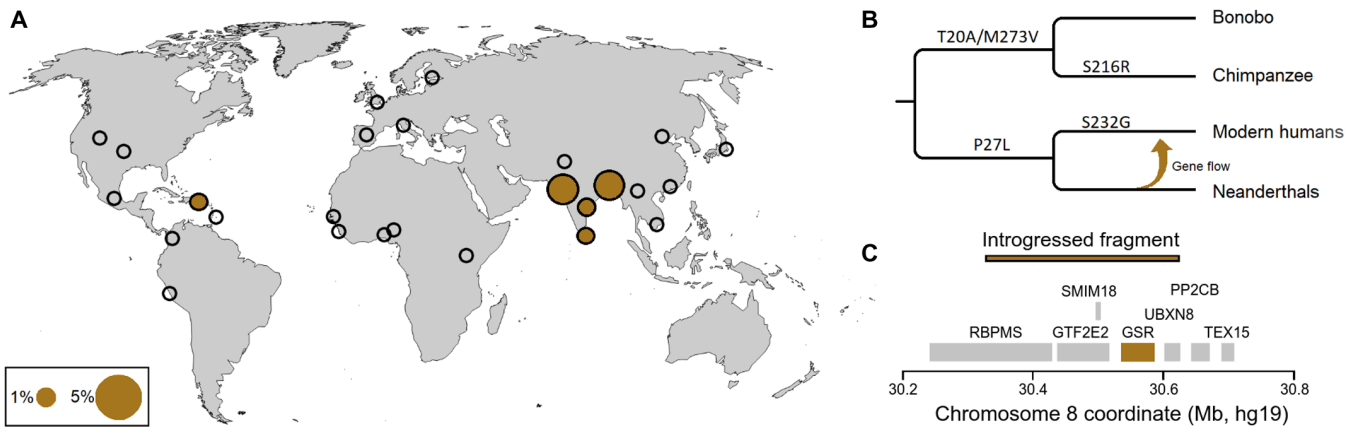 A
1%
5%
B
Bonobo
T20A/M273V
S216R
Chimpanzee
S232G
Modern humans
P27L
Gene flow
Neanderthals
C
Introgressed fragment
SMIM18
PP2CB
UBXN8
RBPMS
GTF2E2
GSR
TEX15
30.2
30.4
30.6
30.8
Chromosome 8 coordinate (Mb, hg19)